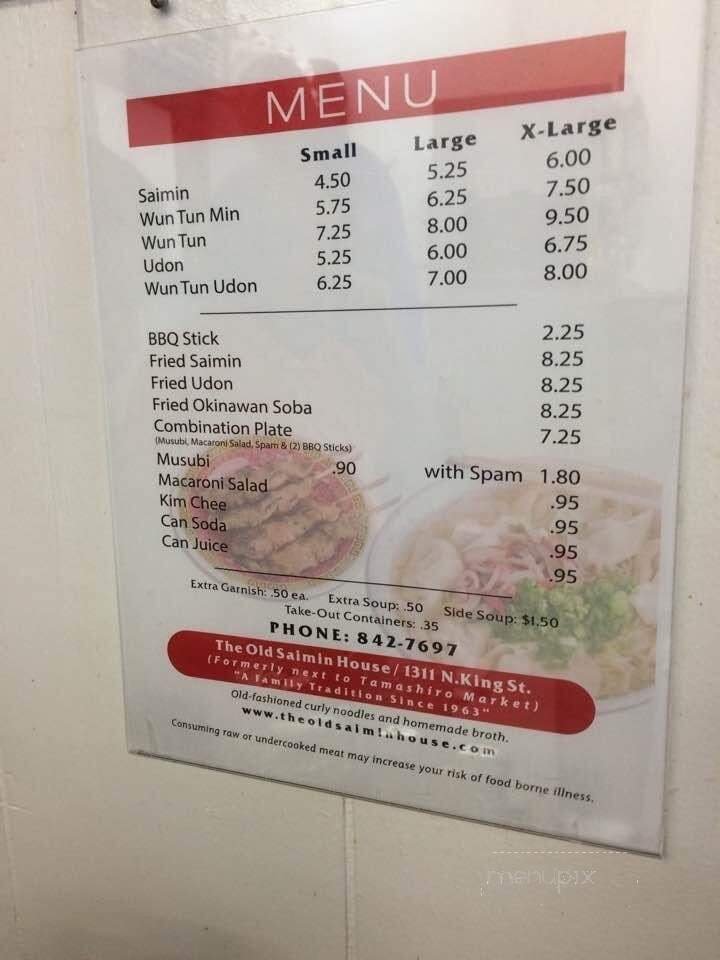 MENU
Small Large X-Large
Saimin 4.50 5.25 6.00
Wun Tun Min 5.75 6.25 7.50
Wun Tun 7.25 8.00 9.50
Udon 5.25 6.00 6.75
Wun Tun Udon 6.25 7.00 8.00
BBQ Stick 2.25
Fried Saimin 8.25
Fried Udon 8.25
Fried Okinawan Soba 8.25
Combination Plate 7.25
(Musubi, Macaroni Salad, Spam & (2) BBQ Sticks)
Musubi .90 with Spam 1.80
Macaroni Salad .95
Kim Chee .95
Can Soda .95
Can Juice .95
Extra Garnish: .50 ea. Extra Soup: .50 Side Soup: $1.50
Take-Out Containers: .35
PHONE: 842-7697
The Old Saimin House / 1311 N.King St.
(Formerly next to Tamashiro Market)
"A Family Tradition Since 1963"
Old-fashioned curly noodles and homemade broth.
www.theoldsaiminhouse.com
Consuming raw or undercooked meat may increase your risk of food borne illness.
menupix